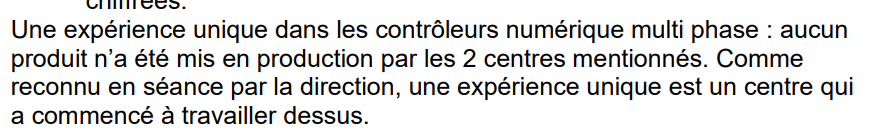 chiffrées.
Une expérience unique dans les contrôleurs numérique multi phase : aucun
produit n’a été mis en production par les 2 centres mentionnés. Comme
reconnu en séance par la direction, une expérience unique est un centre qui
a commencé à travailler dessus.